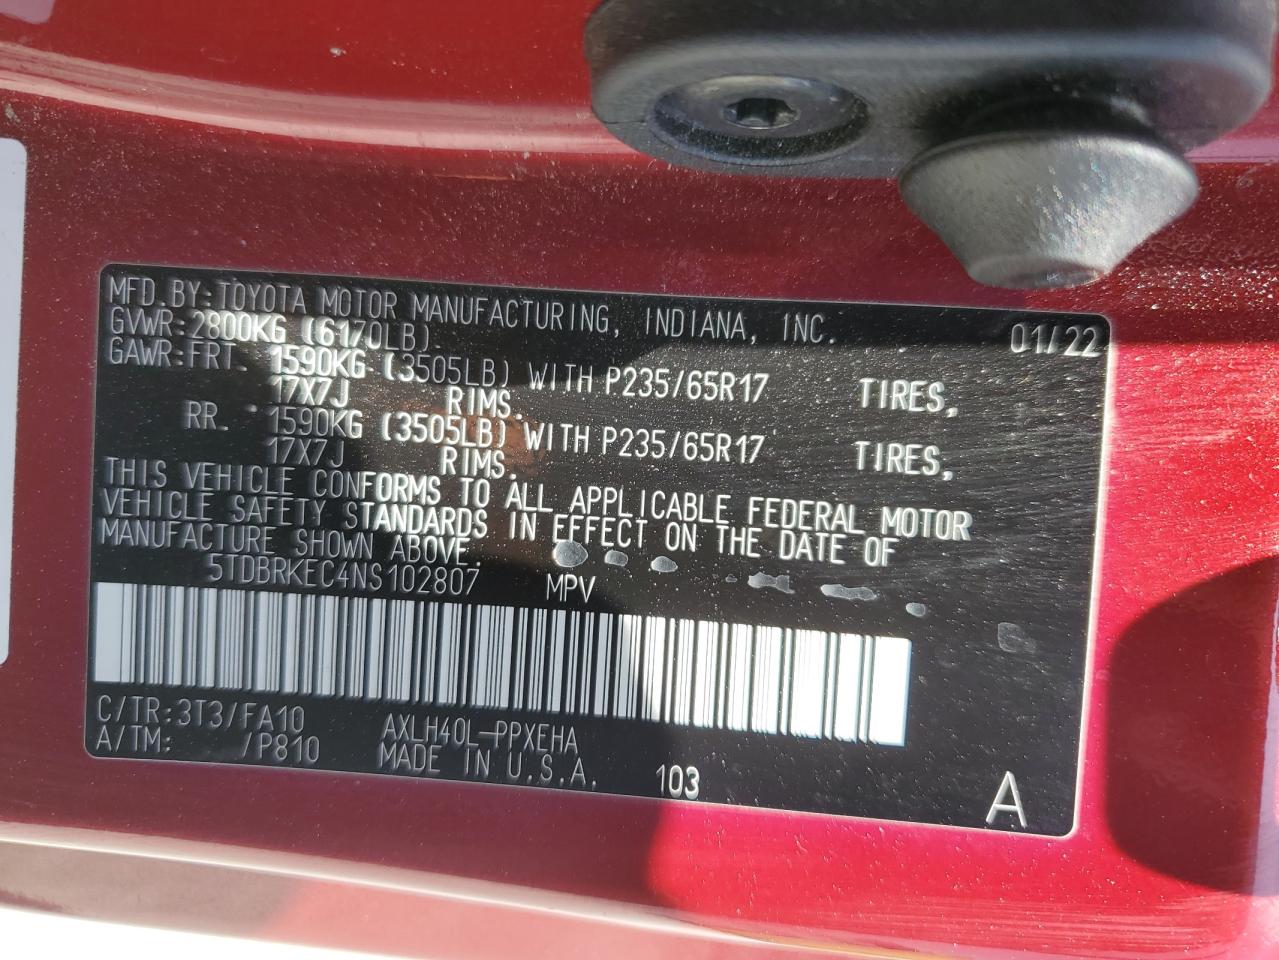 MFD.BY:TOYOTA MOTOR MANUFACTURING, INDIANA, INC. 01/22
GVWR:2800KG (6170LB)
GAWR:FRT. 1590KG (3505LB) WITH P235/65R17 TIRES,
17X7J RIMS.
RR. 1590KG (3505LB) WITH P235/65R17 TIRES,
17X7J RIMS.
THIS VEHICLE CONFORMS TO ALL APPLICABLE FEDERAL MOTOR
VEHICLE SAFETY STANDARDS IN EFFECT ON THE DATE OF
MANUFACTURE SHOWN ABOVE.
5TDBRKEC4NS102807 MPV
C/TR:3T3/FA10 AXLH40L-PPXEHA
A/TM: /P810 MADE IN U.S.A. 103 A